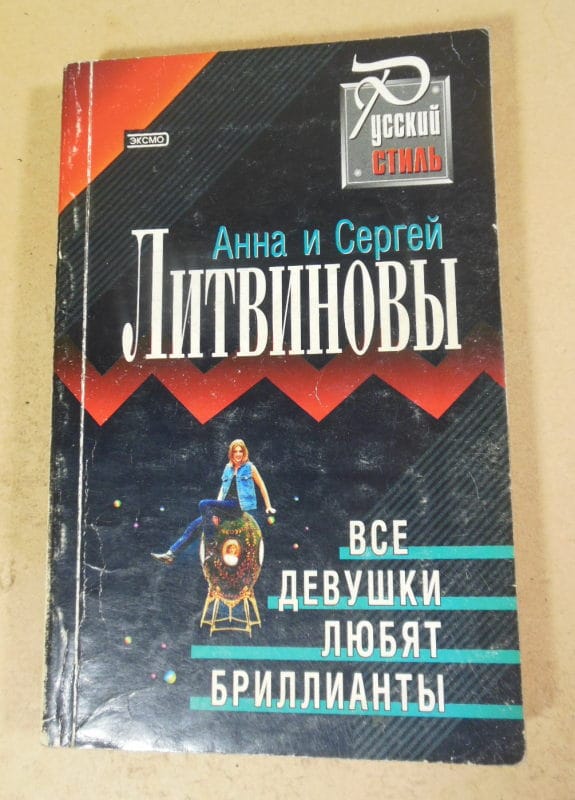 ЭКСМО
Русский
СТИЛЬ
Анна и Сергей
ЛИТВИНОВЫ
ВСЕ
ДЕВУШКИ
ЛЮБЯТ
БРИЛЛИАНТЫ